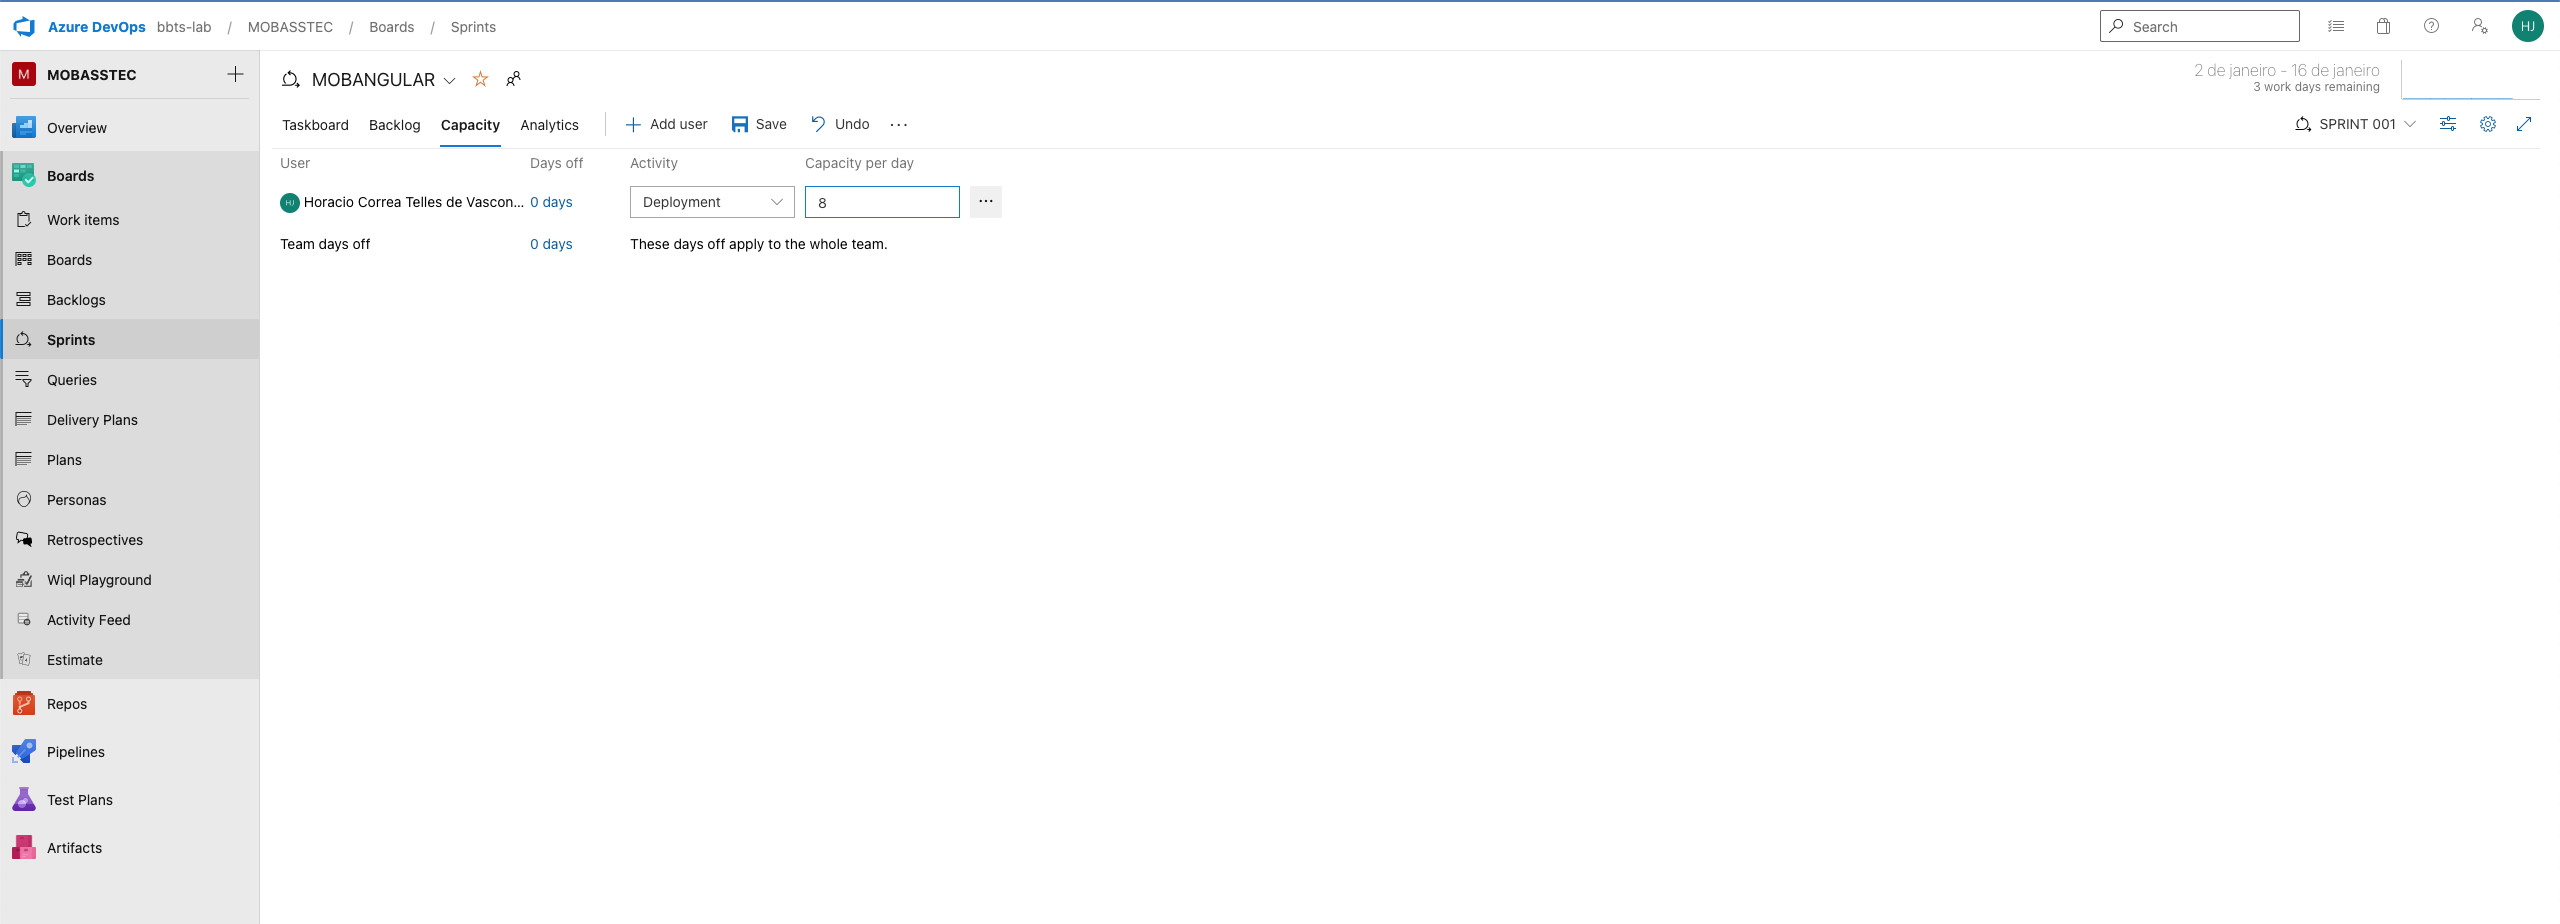 Azure DevOps bbts-lab / MOBASSTEC / Boards / Sprints
Search
HJ
M MOBASSTEC
Overview
Boards
Work items
Boards
Backlogs
Sprints
Queries
Delivery Plans
Plans
Personas
Retrospectives
Wiql Playground
Activity Feed
Estimate
Repos
Pipelines
Test Plans
Artifacts
MOBANGULAR
2 de janeiro - 16 de janeiro
3 work days remaining
Taskboard Backlog Capacity Analytics Add user Save Undo ...
SPRINT 001
User Days off Activity Capacity per day
HJ Horacio Correa Telles de Vascon... 0 days Deployment 8 ...
Team days off 0 days These days off apply to the whole team.